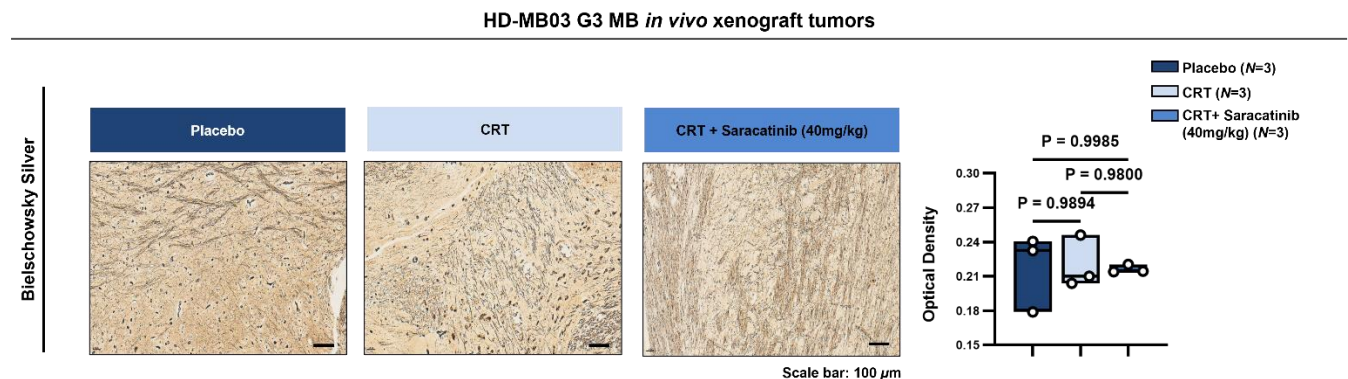 HD-MB03 G3 MB in vivo xenograft tumors
Placebo (N=3)
CRT (N=3)
CRT+ Saracatinib
(40mg/kg) (N=3)
Bielschowsky Silver
Placebo
CRT
CRT + Saracatinib (40mg/kg)
P = 0.9985
P = 0.9800
P = 0.9894
Optical Density
0.30
0.27
0.24
0.21
0.18
0.15
Scale bar: 100 µm